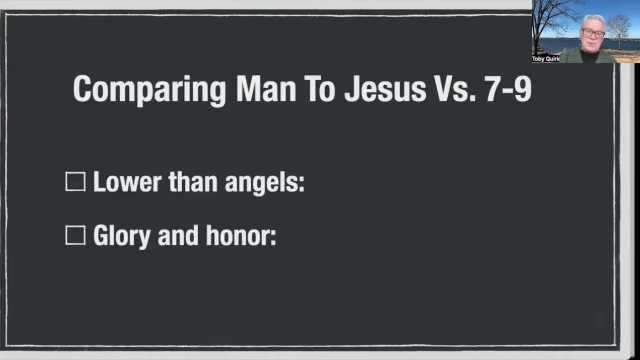 Comparing Man To Jesus Vs. 7-9
Lower than angels:
Glory and honor:
Toby Quirk